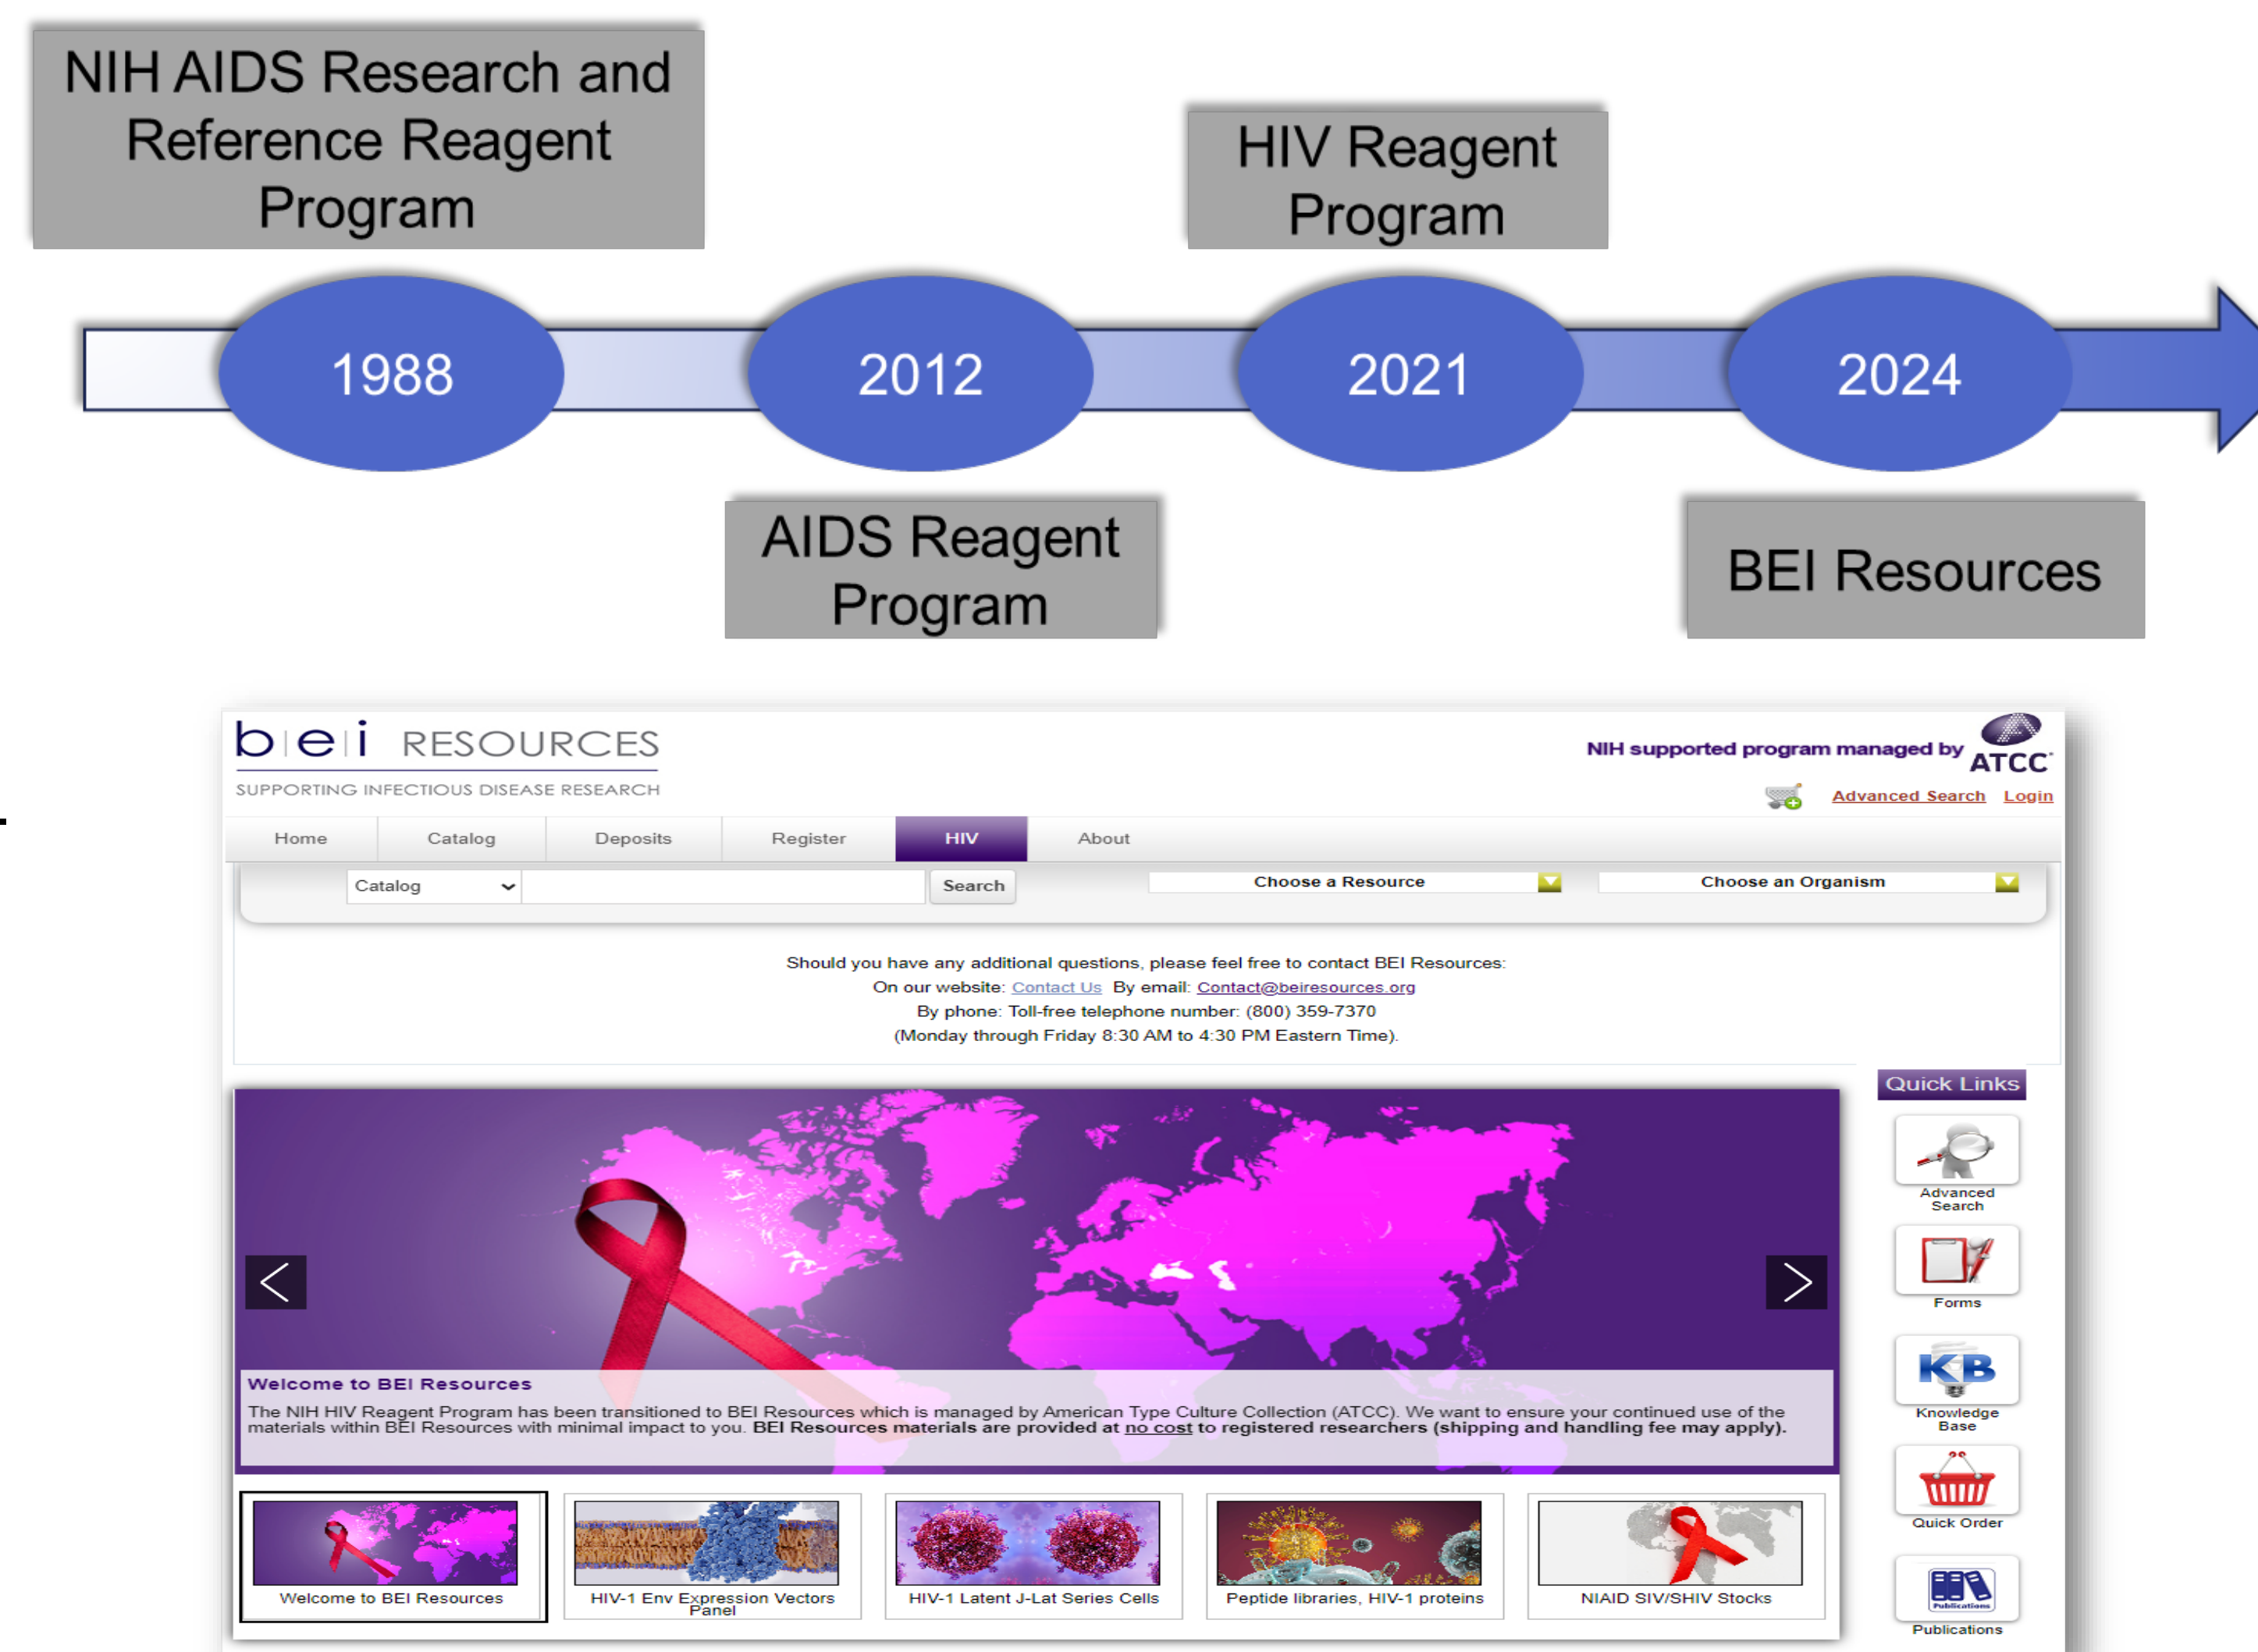 NIH AIDS Research and
Reference Reagent
Program
HIV Reagent
Program
1988
2012
2021
2024
AIDS Reagent
Program
BEI Resources
b|e|i RESOURCES
SUPPORTING INFECTIOUS DISEASE RESEARCH
NIH supported program managed by ATCC
Advanced Search Login
Home Catalog Deposits Register HIV About
Catalog Search Choose a Resource Choose an Organism
Should you have any additional questions, please feel free to contact BEI Resources:
On our website: Contact Us By email: Contact@beiresources.org
By phone: Toll-free telephone number: (800) 359-7370
(Monday through Friday 8:30 AM to 4:30 PM Eastern Time).
Welcome to BEI Resources
The NIH HIV Reagent Program has been transitioned to BEI Resources which is managed by American Type Culture Collection (ATCC). We want to ensure your continued use of the
materials within BEI Resources with minimal impact to you. BEI Resources materials are provided at no cost to registered researchers (shipping and handling fee may apply).
Welcome to BEI Resources
HIV-1 Env Expression Vectors
Panel
HIV-1 Latent J-Lat Series Cells
Peptide libraries, HIV-1 proteins
NIAID SIV/SHIV Stocks
Quick Links
Advanced
Search
Forms
KB
Knowledge
Base
Quick Order
Publications
Publications